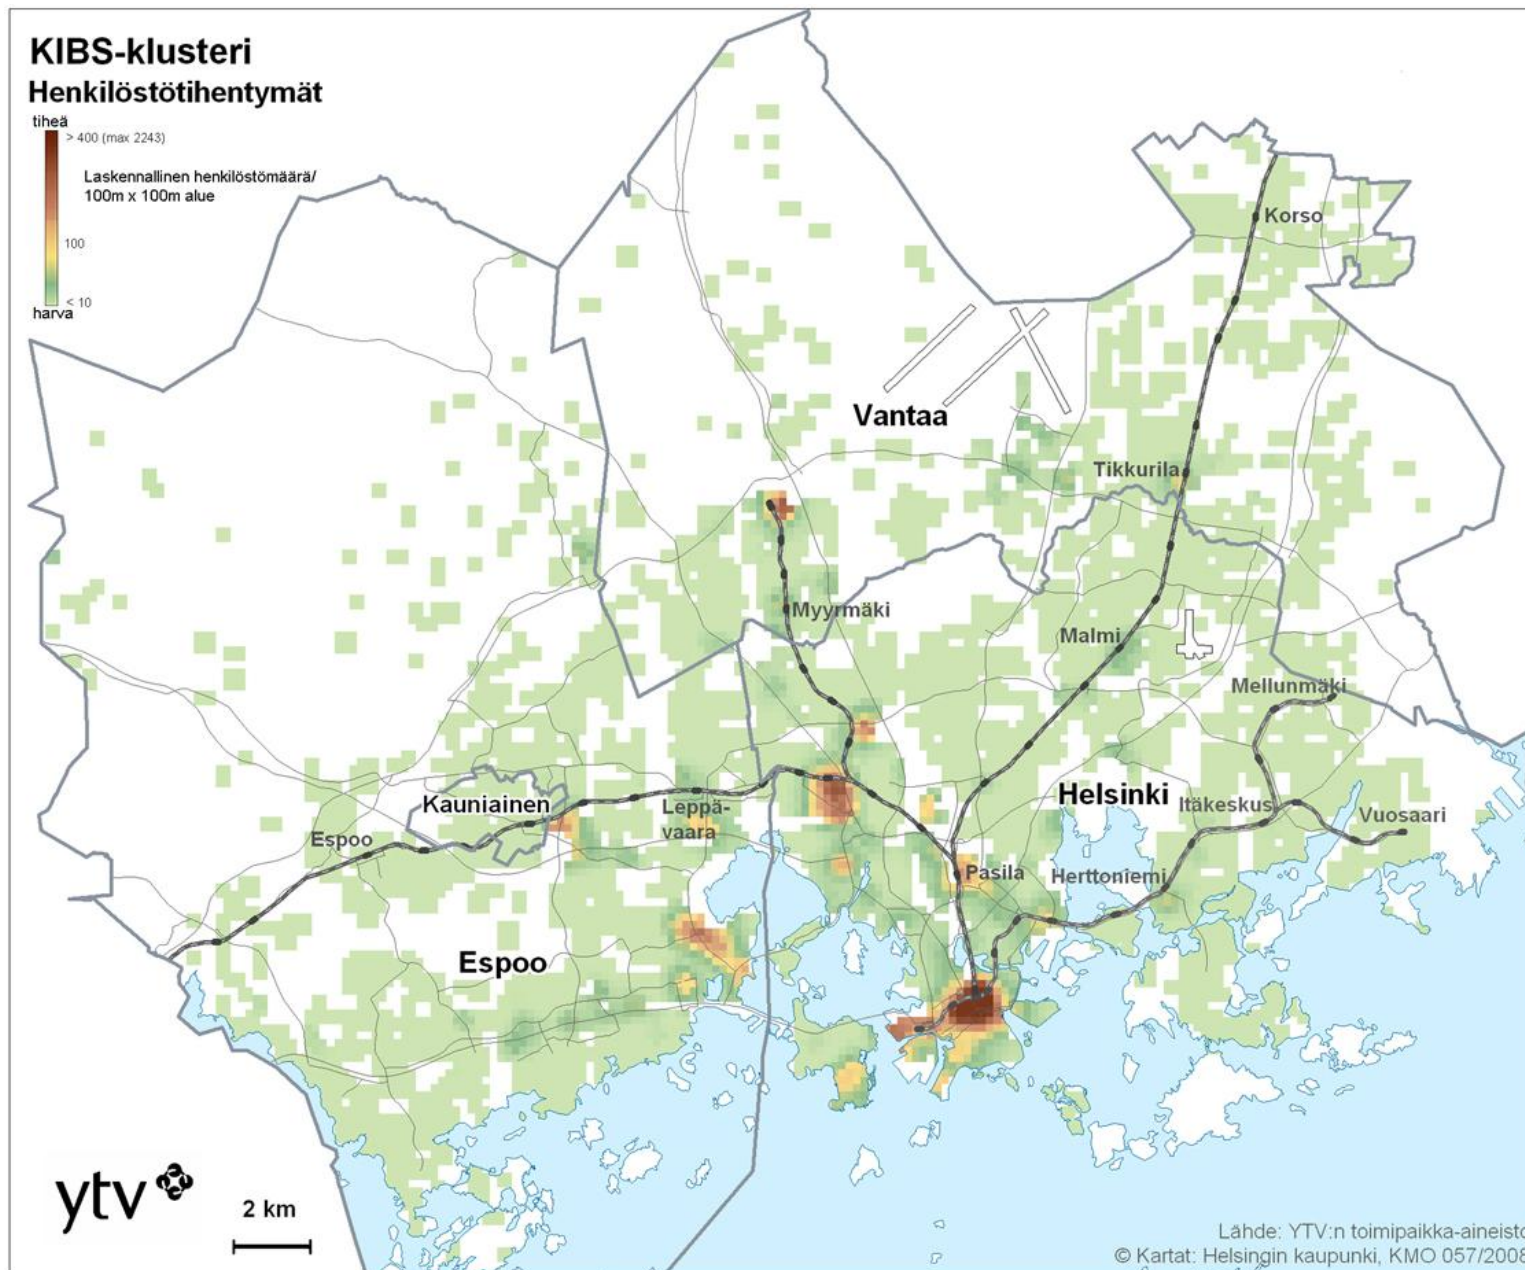 KIBS-klusteri
Henkilöstötihentymät
tiheä
> 400 (max 2243)
Laskennallinen henkilöstömäärä/
100m x 100m alue
100
< 10
harva
Korso
Vantaa
Tikkurila
Myyrmäki
Malmi
Mellunmäki
Kauniainen
Leppä-
vaara
Helsinki
Itäkeskus
Vuosaari
Espoo
Pasila
Herttoniemi
Espoo
ytv
2 km
Lähde: YTV:n toimipaikka-aineisto
© Kartat: Helsingin kaupunki, KMO 057/2008